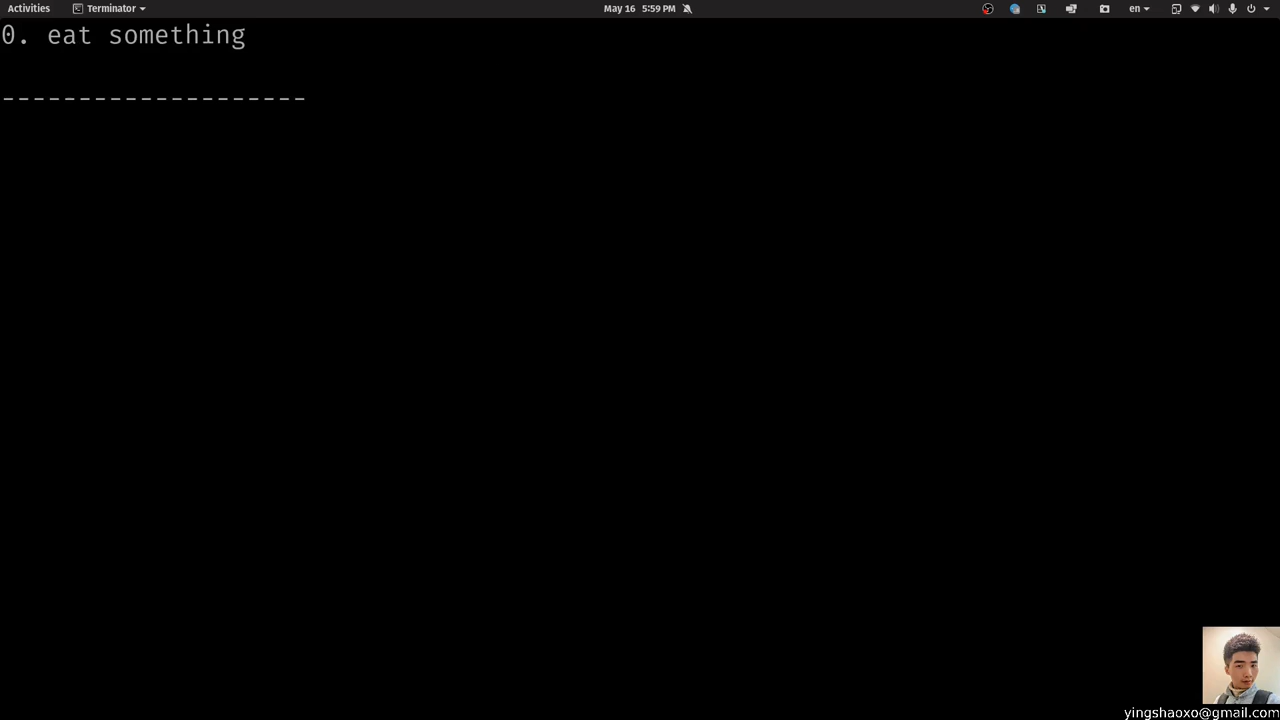 Activities Terminator May 16 5:59 PM en
0. eat something
--------------------
yingshaoxo@gmail.com